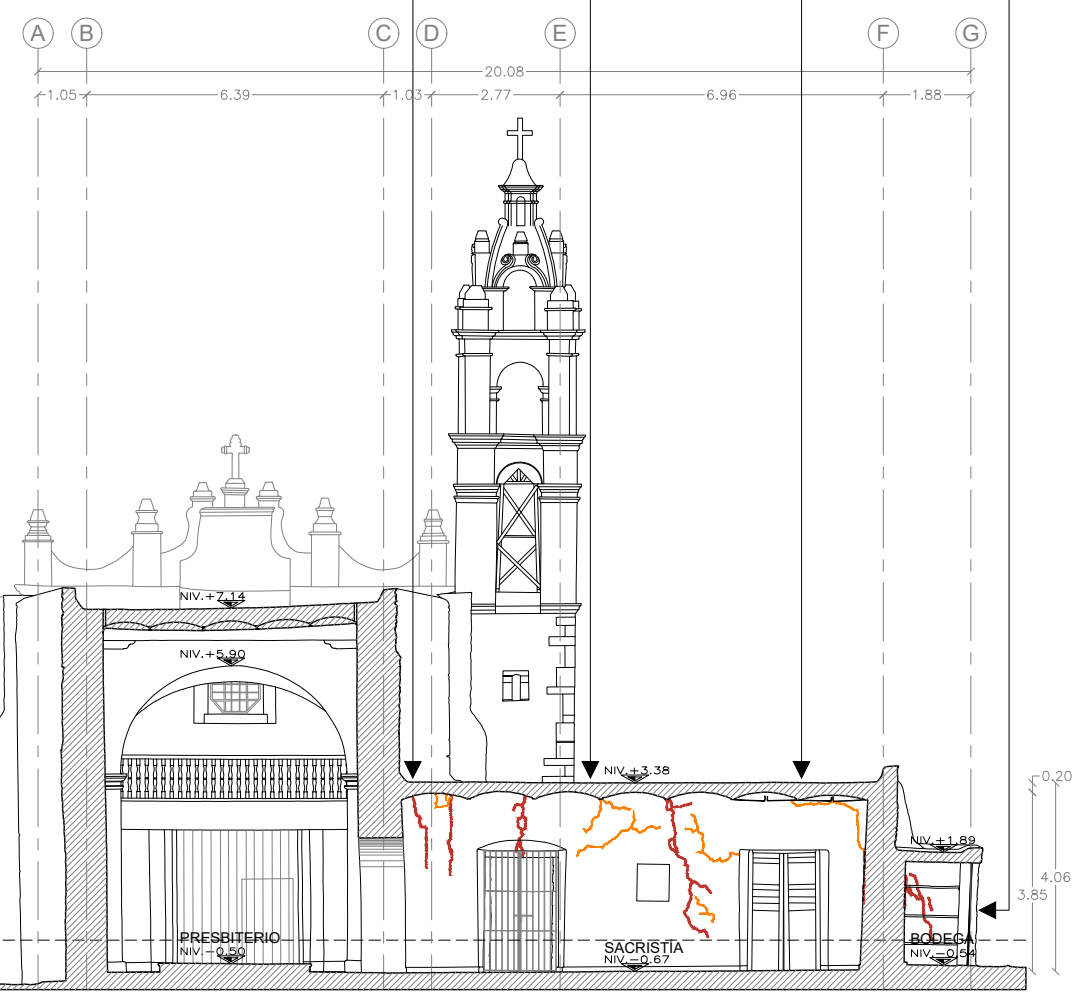 A B C D E F G
20.08
1.05 6.39 1.03 2.77 6.96 1.88
NIV.+7.14
NIV.+5.90
NIV.+3.38
0.20
NIV.+1.89
4.06
3.85
PRESBITERIO
NIV.-0.50
SACRISTÍA
NIV.-0.67
BODEGA
NIV.-0.54